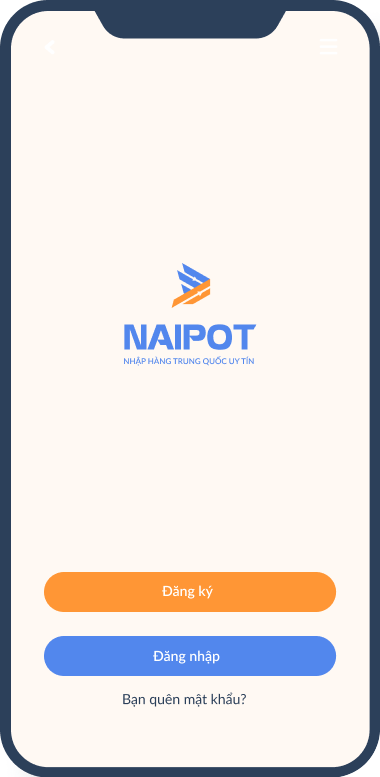 NAIPOT
NHẬP HÀNG TRUNG QUỐC UY TÍN
Đăng ký
Đăng nhập
Bạn quên mật khẩu?